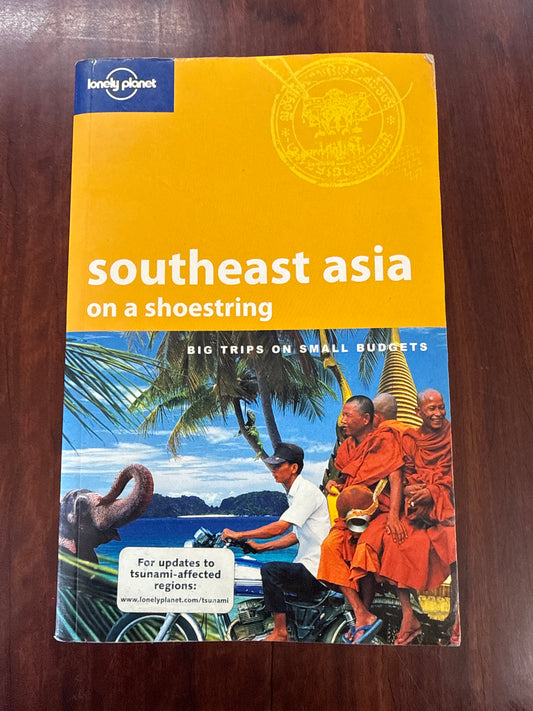 lonely planet
southeast asia
on a shoestring
BIG TRIPS ON SMALL BUDGETS
For updates to
tsunami-affected
regions:
www.lonelyplanet.com/tsunami